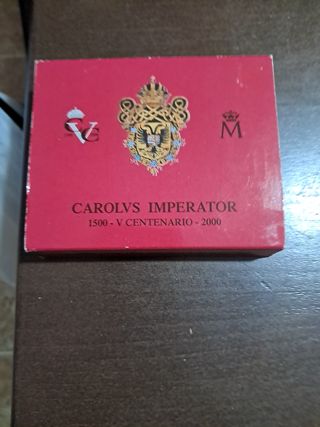 M
CAROLVS IMPERATOR
1500 - V CENTENARIO - 2000